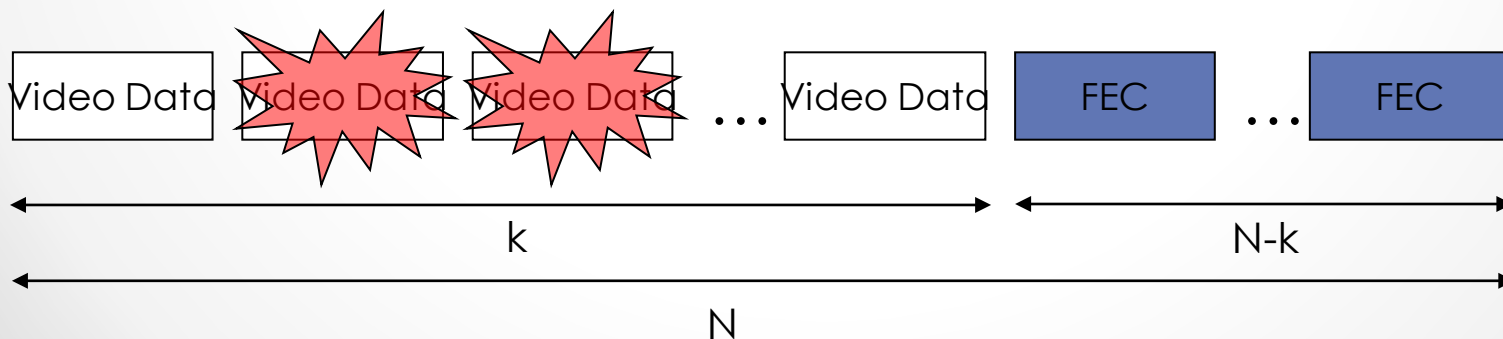 Video Data Video Data Video Data ... Video Data FEC ... FEC
k N-k
N